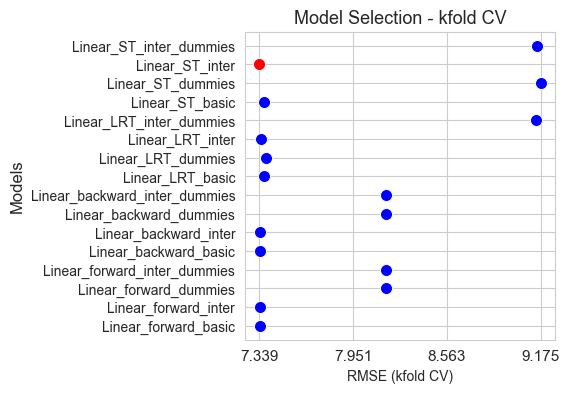 Model Selection - kfold CV
Models
Linear_ST_inter_dummies
Linear_ST_inter
Linear_ST_dummies
Linear_ST_basic
Linear_LRT_inter_dummies
Linear_LRT_inter
Linear_LRT_dummies
Linear_LRT_basic
Linear_backward_inter_dummies
Linear_backward_dummies
Linear_backward_inter
Linear_backward_basic
Linear_forward_inter_dummies
Linear_forward_dummies
Linear_forward_inter
Linear_forward_basic
7.339 7.951 8.563 9.175
RMSE (kfold CV)